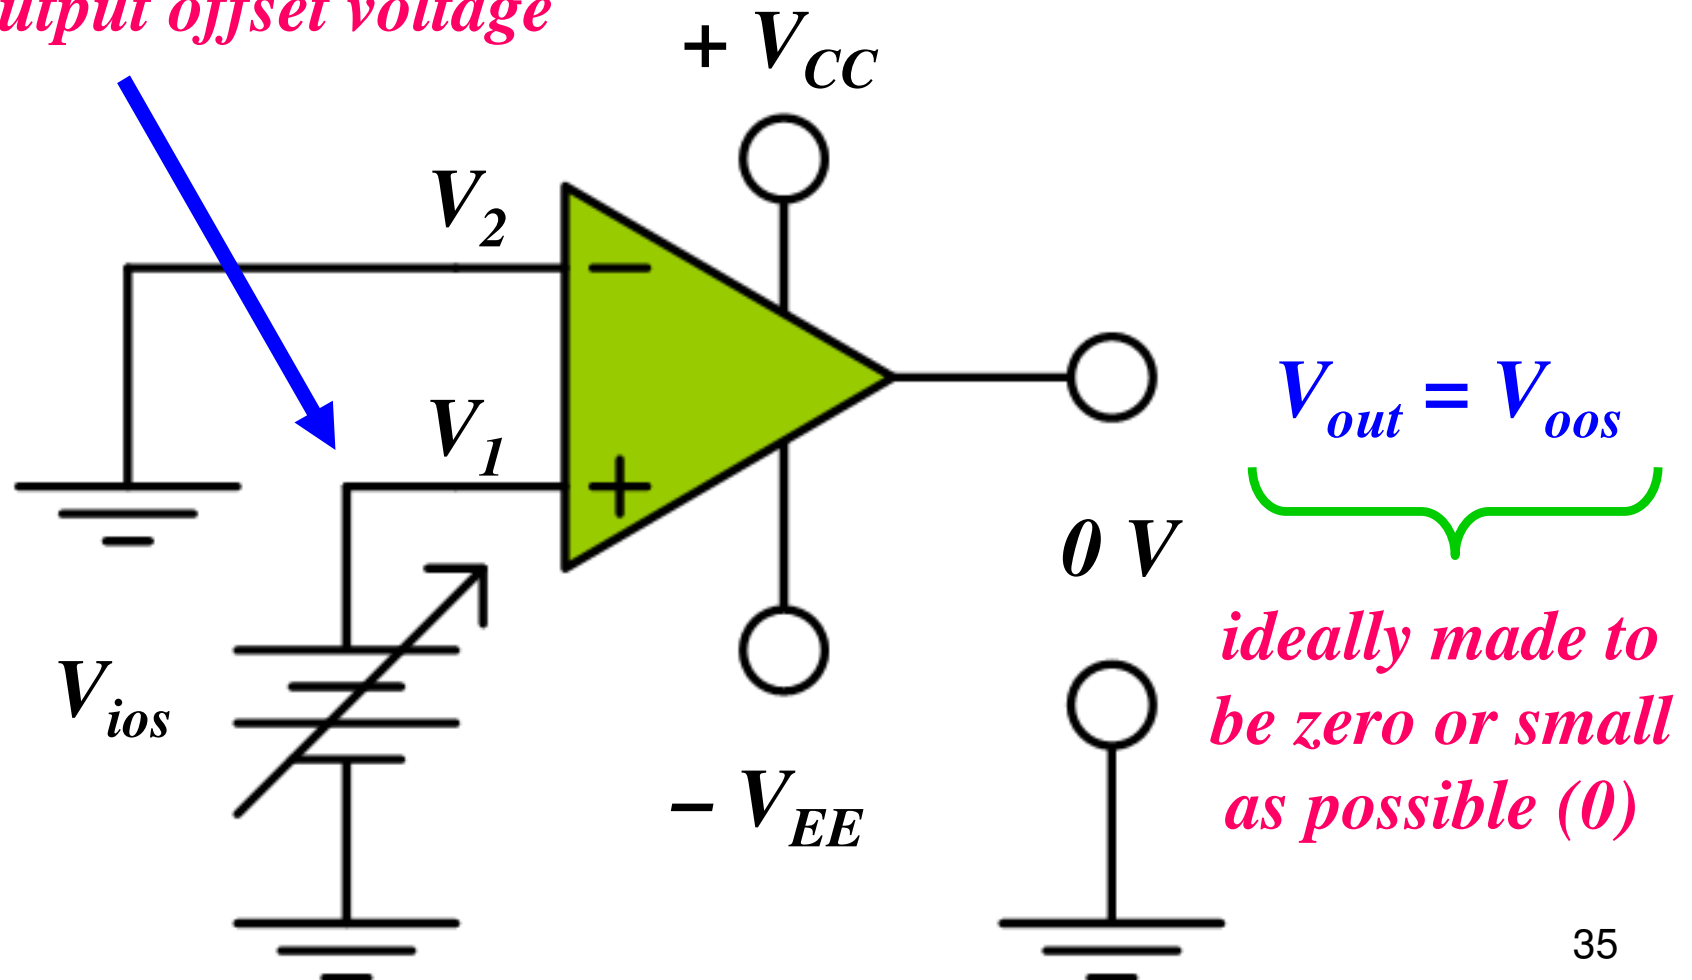 offset voltage
+ VCC
V2
−
V1
+
Vout = Voos
0 V
Vios
ideally made to
be zero or small
as possible (0)
– VEE
35